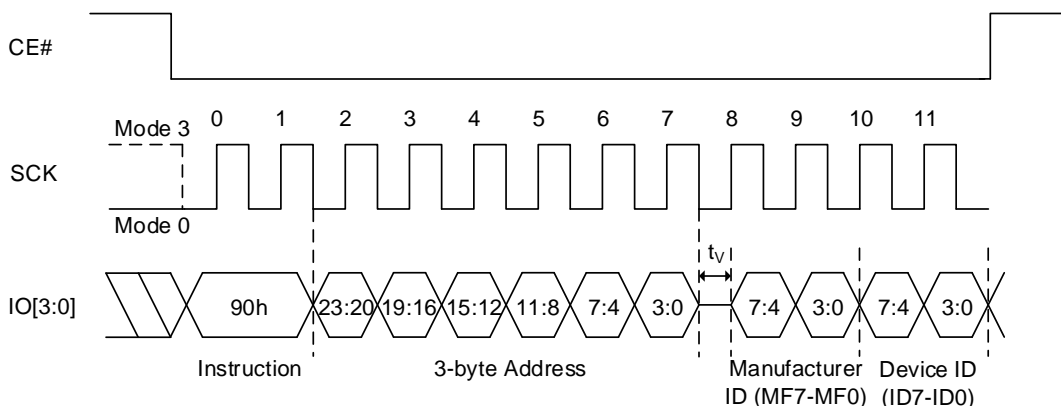 CE#
0 1 2 3 4 5 6 7 8 9 10 11
Mode 3
SCK
Mode 0
tV
IO[3:0] 90h 23:20 19:16 15:12 11:8 7:4 3:0 7:4 3:0 7:4 3:0
Instruction 3-byte Address Manufacturer Device ID
ID (MF7-MF0) (ID7-ID0)